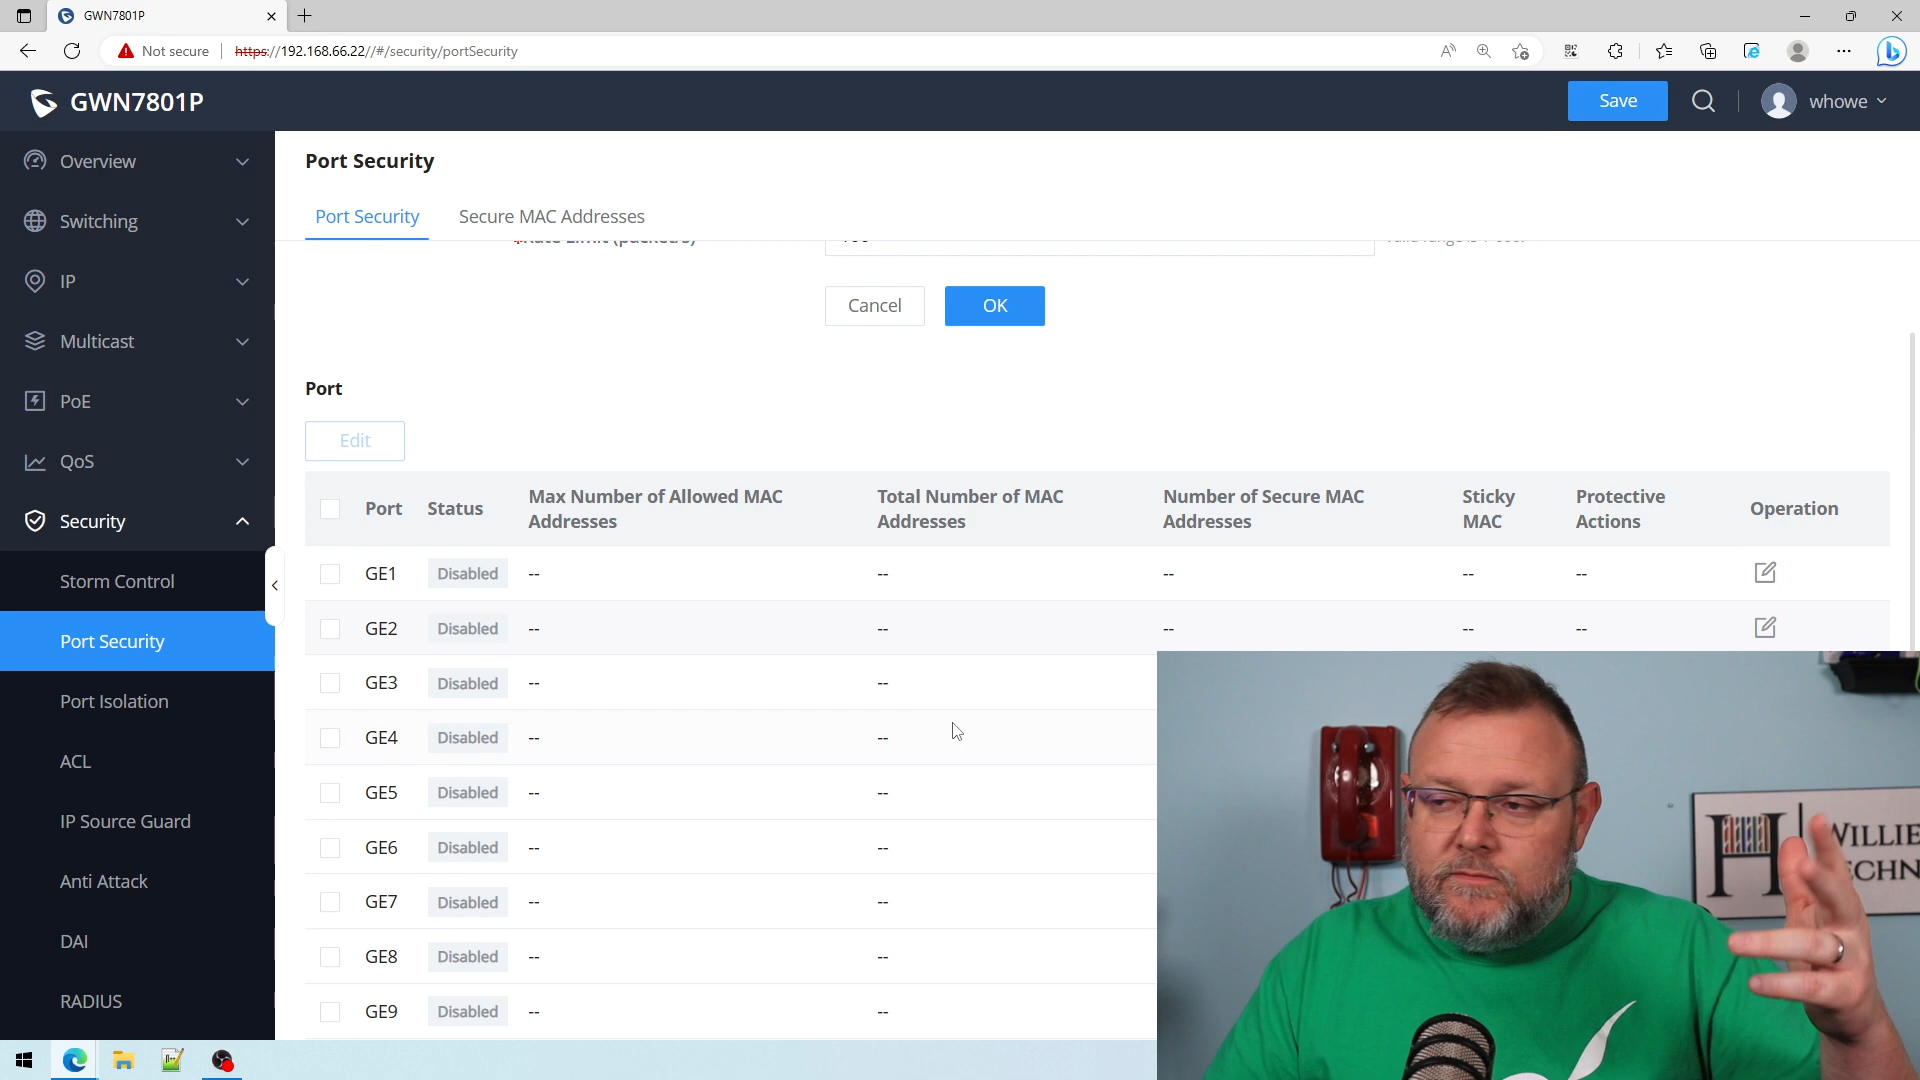 GWN7801P
Not secure
https://192.168.66.22//#/security/portSecurity
GWN7801P
Save
whowe
Overview
Switching
IP
Multicast
PoE
QoS
Security
Storm Control
Port Security
Port Isolation
ACL
IP Source Guard
Anti Attack
DAI
RADIUS
Port Security
Port Security Secure MAC Addresses
Cancel OK
Port
Edit
Port Status Max Number of Allowed MAC Addresses Total Number of MAC Addresses Number of Secure MAC Addresses Sticky MAC Protective Actions Operation
GE1 Disabled -- -- -- -- --
GE2 Disabled -- -- -- -- --
GE3 Disabled -- --
GE4 Disabled -- --
GE5 Disabled -- --
GE6 Disabled -- --
GE7 Disabled -- --
GE8 Disabled -- --
GE9 Disabled -- --
H